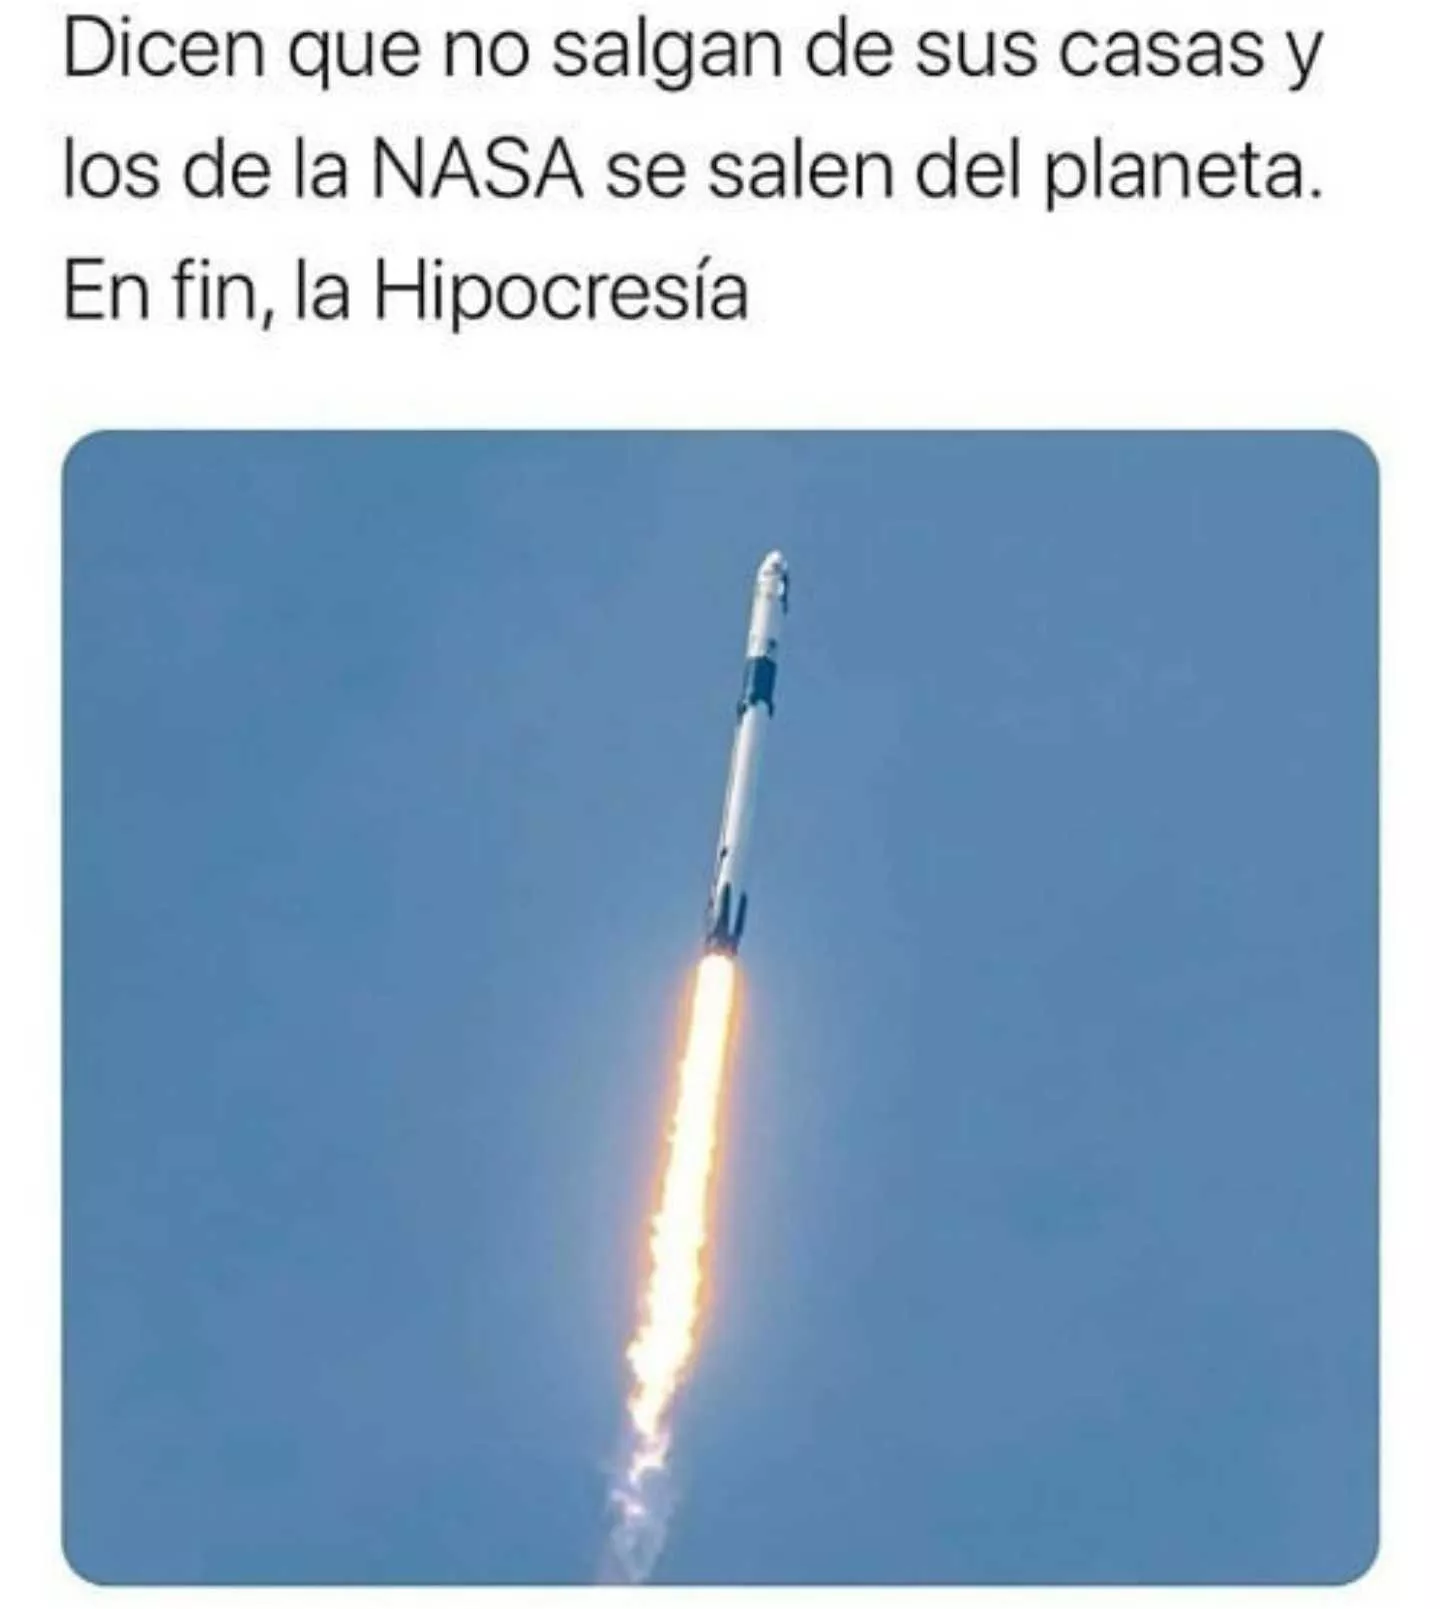 Dicen que no salgan de sus casas y
los de la NASA se salen del planeta.
En fin, la Hipocresía